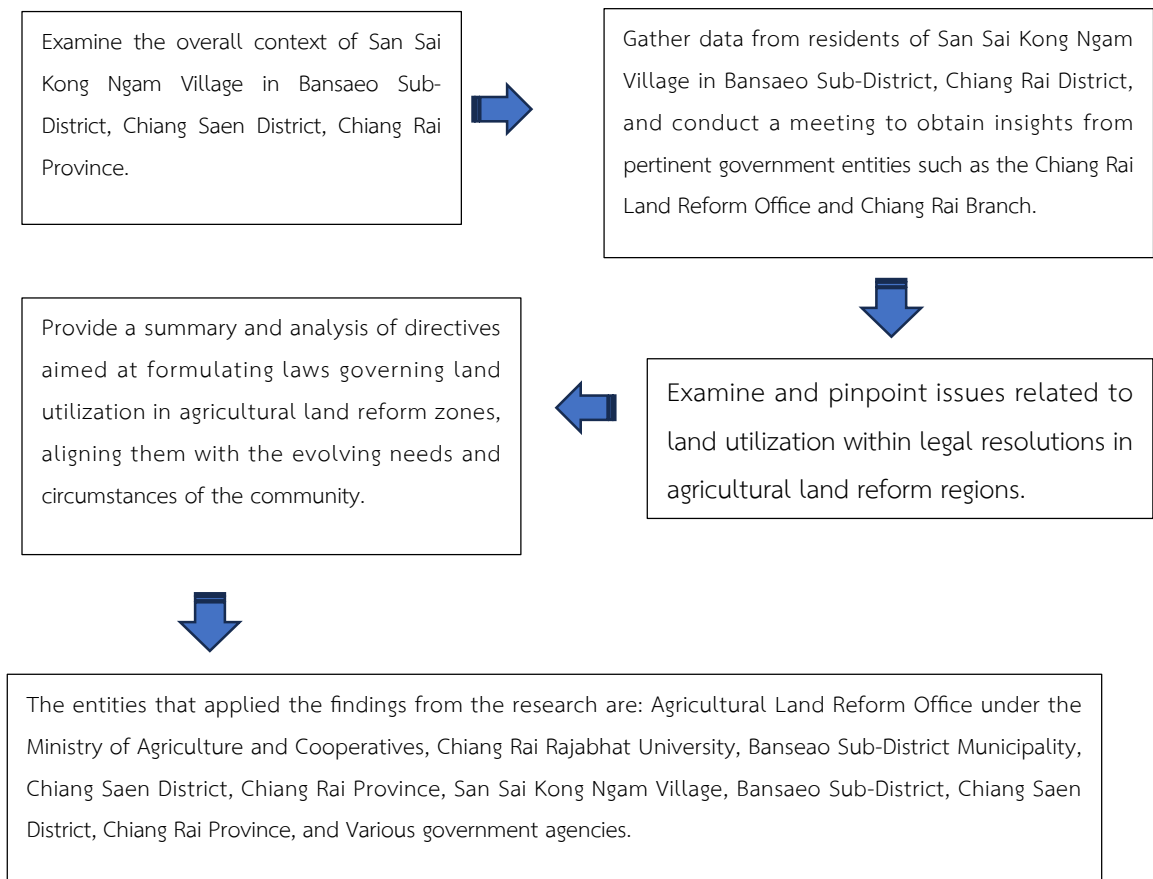 Examine the overall context of San Sai
Kong Ngam Village in Bansaeo Sub-
District, Chiang Saen District, Chiang Rai
Province.
Gather data from residents of San Sai Kong Ngam
Village in Bansaeo Sub-District, Chiang Rai District,
and conduct a meeting to obtain insights from
pertinent government entities such as the Chiang Rai
Land Reform Office and Chiang Rai Branch.
Examine and pinpoint issues related to
land utilization within legal resolutions in
agricultural land reform regions.
Provide a summary and analysis of directives
aimed at formulating laws governing land
utilization in agricultural land reform zones,
aligning them with the evolving needs and
circumstances of the community.
The entities that applied the findings from the research are: Agricultural Land Reform Office under the
Ministry of Agriculture and Cooperatives, Chiang Rai Rajabhat University, Banseao Sub-District Municipality,
Chiang Saen District, Chiang Rai Province, San Sai Kong Ngam Village, Bansaeo Sub-District, Chiang Saen
District, Chiang Rai Province, and Various government agencies.